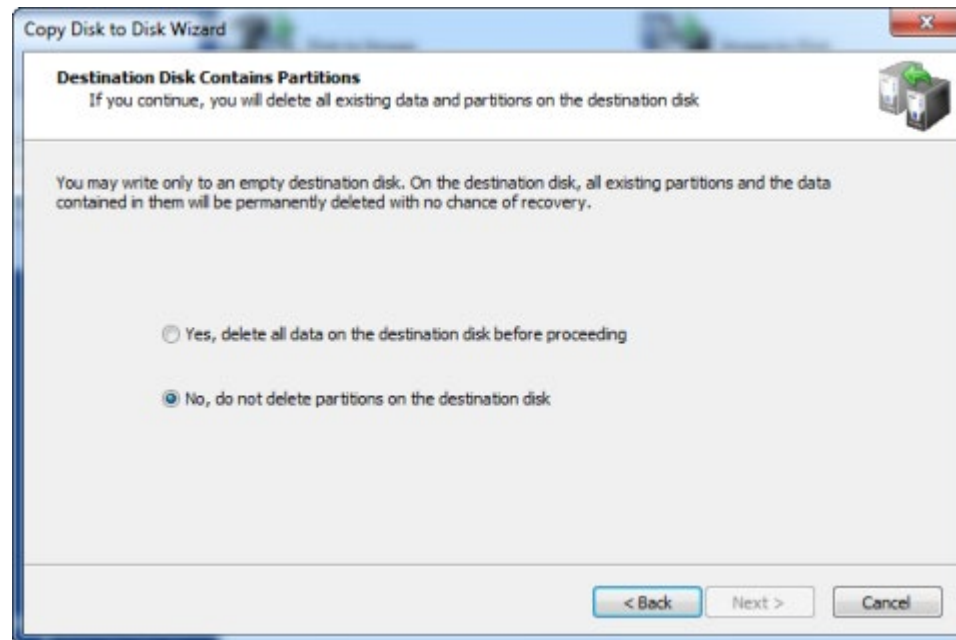 Copy Disk to Disk Wizard
Destination Disk Contains Partitions
If you continue, you will delete all existing data and partitions on the destination disk
You may write only to an empty destination disk. On the destination disk, all existing partitions and the data
contained in them will be permanently deleted with no chance of recovery.
Yes, delete all data on the destination disk before proceeding
No, do not delete partitions on the destination disk
< Back Next > Cancel